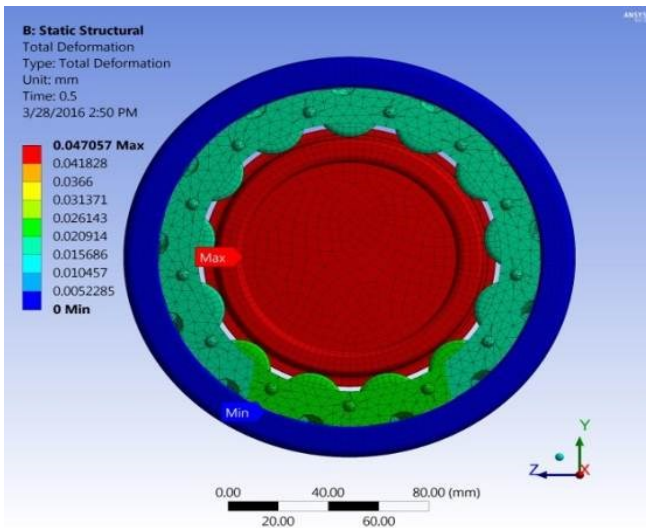 B: Static Structural
Total Deformation
Type: Total Deformation
Unit: mm
Time: 0.5
3/28/2016 2:50 PM
0.047057 Max
0.041828
0.0366
0.031371
0.026143
0.020914
0.015686
0.010457
0.0052285
0 Min
ANSYS
Max
Min
Y
Z
X
0.00 40.00 80.00 (mm)
20.00 60.00